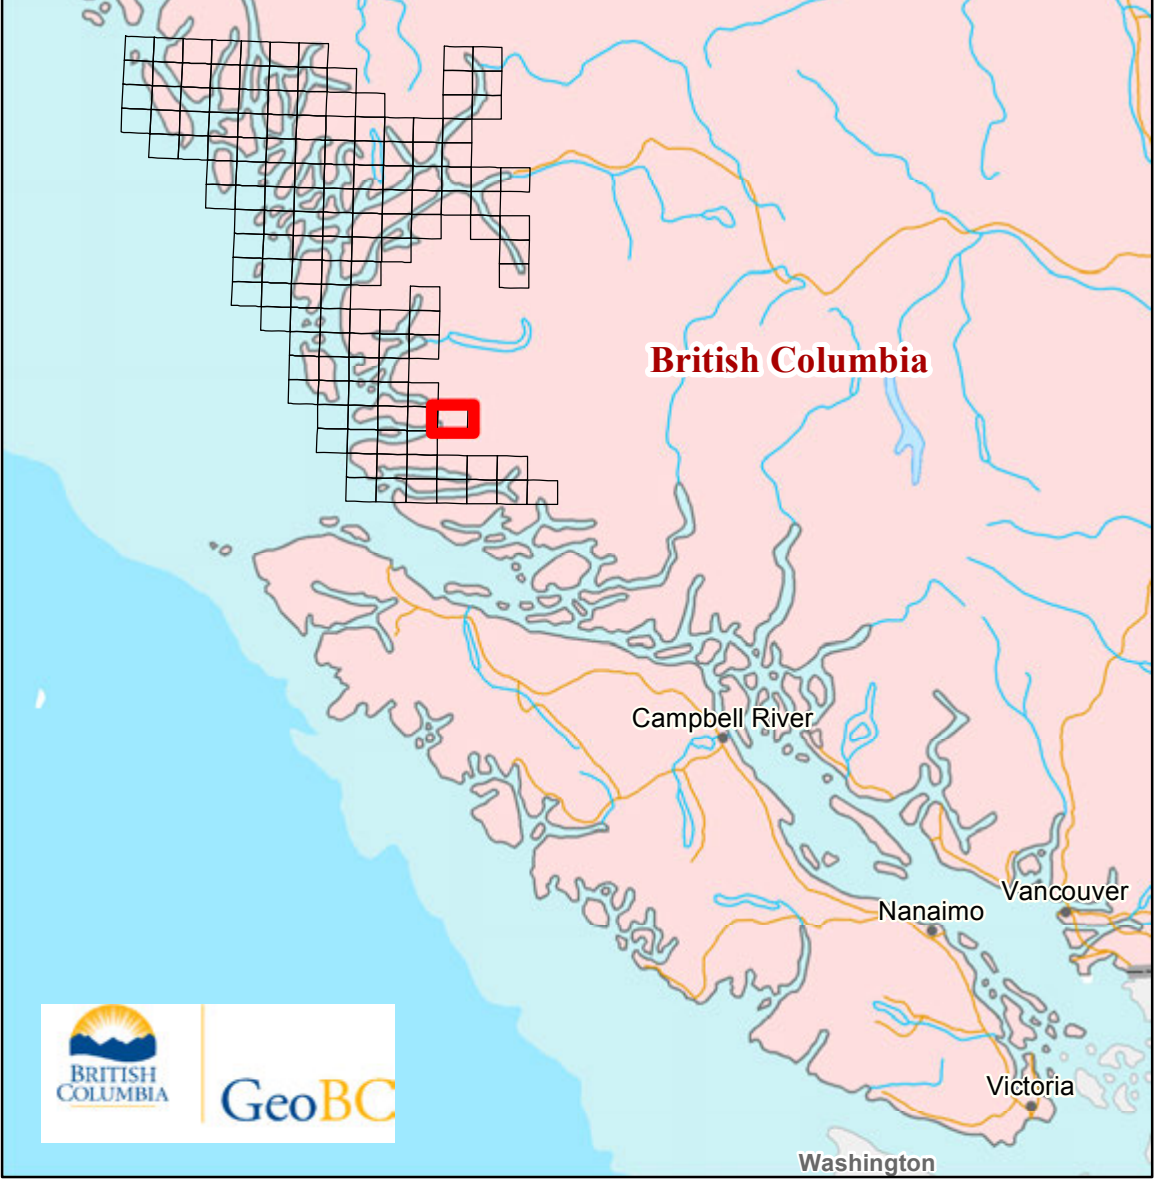 British Columbia
Campbell River
Vancouver
Nanaimo
BRITISH
COLUMBIA
GeoBC
Victoria
Washington